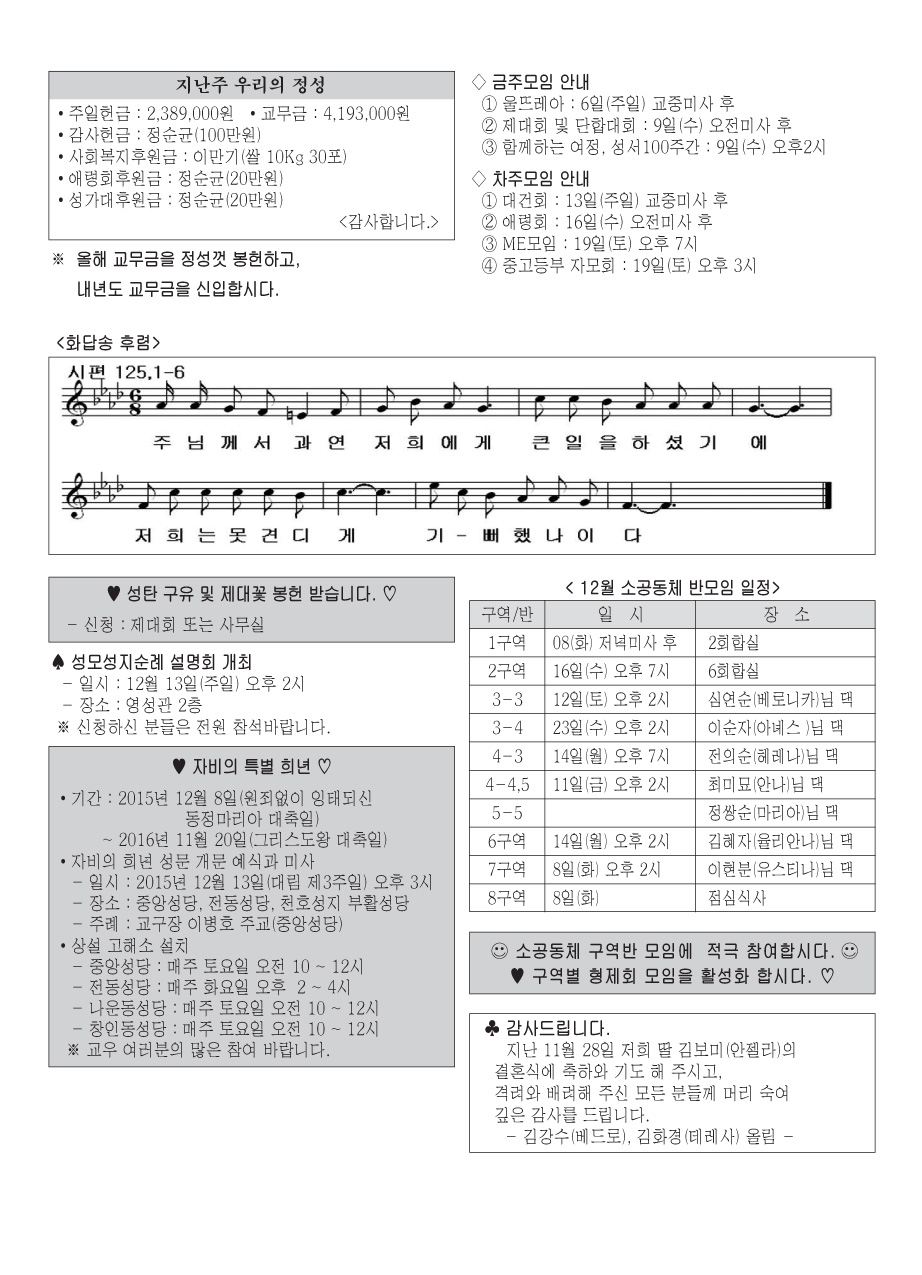 지난주 우리의 정성
• 주일헌금 : 2,389,000원 • 교무금 : 4,193,000원
• 감사헌금 : 정순균(100만원)
• 사회복지후원금 : 이만기(쌀 10Kg 30포)
• 애령회후원금 : 정순균(20만원)
• 성가대후원금 : 정순균(20만원)
<감사합니다.>
※ 올해 교무금을 정성껏 봉헌하고,
내년도 교무금을 신입합시다.
◇ 금주모임 안내
① 울뜨레아 : 6일(주일) 교중미사 후
② 제대회 및 단합대회 : 9일(수) 오전미사 후
③ 함께하는 여정, 성서100주간 : 9일(수) 오후2시
◇ 차주모임 안내
① 대건회 : 13일(주일) 교중미사 후
② 애령회 : 16일(수) 오전미사 후
③ ME모임 : 19일(토) 오후 7시
④ 중고등부 자모회 : 19일(토) 오후 3시
<화답송 후렴>
시편 125,1-6
주 님 께 서 과 연 저 희 에 게 큰 일 을 하 셨 기 에
저 희 는 못 견 디 게 기 - 뻐 했 나 이 다
♥ 성탄 구유 및 제대꽃 봉헌 받습니다. ♡
- 신청 : 제대회 또는 사무실
♠ 성모성지순례 설명회 개최
- 일시 : 12월 13일(주일) 오후 2시
- 장소 : 영성관 2층
※ 신청하신 분들은 전원 참석바랍니다.
♥ 자비의 특별 희년 ♡
• 기간 : 2015년 12월 8일(원죄없이 잉태되신
동정마리아 대축일)
~ 2016년 11월 20일(그리스도왕 대축일)
• 자비의 희년 성문 개문 예식과 미사
- 일시 : 2015년 12월 13일(대림 제3주일) 오후 3시
- 장소 : 중앙성당, 전동성당, 천호성지 부활성당
- 주례 : 교구장 이병호 주교(중앙성당)
• 상설 고해소 설치
- 중앙성당 : 매주 토요일 오전 10 ~ 12시
- 전동성당 : 매주 화요일 오후 2 ~ 4시
- 나운동성당 : 매주 토요일 오전 10 ~ 12시
- 창인동성당 : 매주 토요일 오전 10 ~ 12시
※ 교우 여러분의 많은 참여 바랍니다.
< 12월 소공동체 반모임 일정>
구역/반 일 시 장 소
1구역 08(화) 저녁미사 후 2회합실
2구역 16일(수) 오후 7시 6회합실
3-3 12일(토) 오후 2시 심연순(베로니카)님 댁
3-4 23일(수) 오후 2시 이순자(아녜스 )님 댁
4-3 14일(월) 오후 7시 전의순(헤레나)님 댁
4-4,5 11일(금) 오후 2시 최미묘(안나)님 댁
5-5 정쌍순(마리아)님 댁
6구역 14일(월) 오후 2시 김혜자(율리안나)님 댁
7구역 8일(화) 오후 2시 이현분(유스티나)님 댁
8구역 8일(화) 점심식사
☺ 소공동체 구역반 모임에 적극 참여합시다. ☺
♥ 구역별 형제회 모임을 활성화 합시다. ♡
♣ 감사드립니다.
지난 11월 28일 저희 딸 김보미(안젤라)의
결혼식에 축하와 기도 해 주시고,
격려와 배려해 주신 모든 분들께 머리 숙여
깊은 감사를 드립니다.
- 김강수(베드로), 김화경(데레사) 올림 -